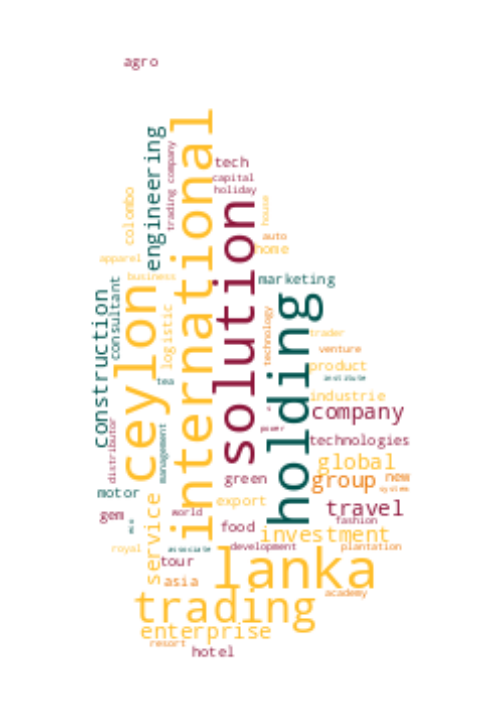 agro
international
engineering
trading company
tech
capital
holiday
colombo
solution
house
auto
home
apparel
business
marketing
ceylon
consultant
construction
logistic
holding
technology
trader
venture
product
institute
tea
industrie
company
distributor
management
power
technologies
global
green
group
new
system
motor
service
export
travel
gem
world
eco
food
fashion
investment
royal
associate
development
plantation
tour
lanka
asia
academy
trading
enterprise
resort
hotel